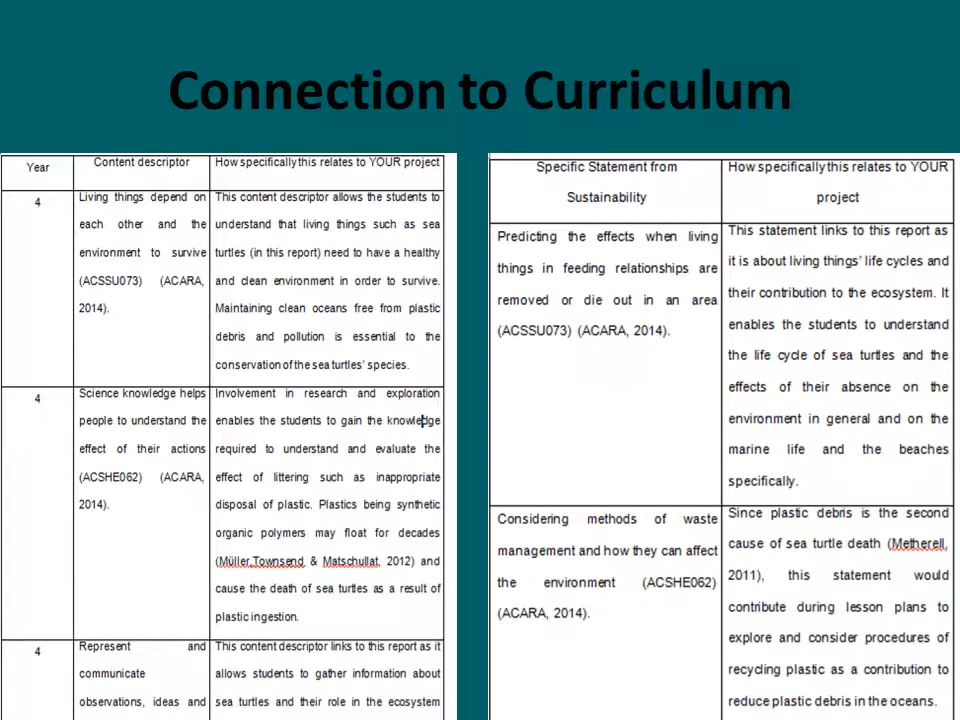 Connection to Curriculum
Year
Content descriptor
How specifically this relates to YOUR project
4
Living things depend on
each other and the
environment to survive
(ACSSU073) (ACARA,
2014).
This content descriptor allows the students to
understand that living things such as sea
turtles (in this report) need to have a healthy
and clean environment in order to survive.
Maintaining clean oceans free from plastic
debris and pollution is essential to the
conservation of the sea turtles' species.
4
Science knowledge helps
people to understand the
effect of their actions
(ACSHE062) (ACARA,
2014).
Involvement in research and exploration
enables the students to gain the knowledge
required to understand and evaluate the
effect of littering such as inappropriate
disposal of plastic. Plastics being synthetic
organic polymers may float for decades
(Müller,Townsend, & Matschullat, 2012) and
cause the death of sea turtles as a result of
plastic ingestion.
4
Represent and
communicate
observations, ideas and
This content descriptor links to this report as it
allows students to gather information about
sea turtles and their role in the ecosystem
Specific Statement from
Sustainability
How specifically this relates to YOUR
project
Predicting the effects when living
things in feeding relationships are
removed or die out in an area
(ACSSU073) (ACARA, 2014).
This statement links to this report as
it is about living things' life cycles and
their contribution to the ecosystem. It
enables the students to understand
the life cycle of sea turtles and the
effects of their absence on the
environment in general and on the
marine life and the beaches
specifically.
Considering methods of waste
management and how they can affect
the environment (ACSHE062)
(ACARA, 2014).
Since plastic debris is the second
cause of sea turtle death (Metherell,
2011), this statement would
contribute during lesson plans to
explore and consider procedures of
recycling plastic as a contribution to
reduce plastic debris in the oceans.